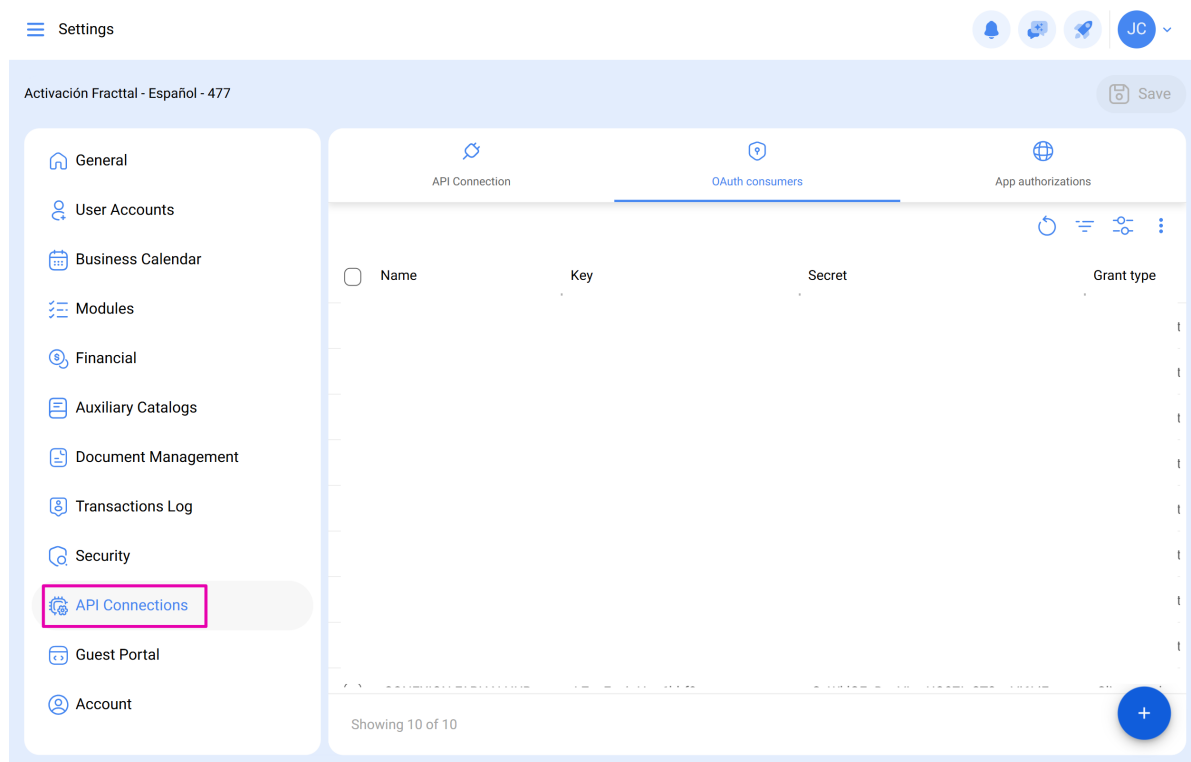 Settings
JC
Activación Fracttal - Español - 477
Save
General
User Accounts
Business Calendar
Modules
Financial
Auxiliary Catalogs
Document Management
Transactions Log
Security
API Connections
Guest Portal
Account
API Connection
OAuth consumers
App authorizations
Name Key Secret Grant type
Showing 10 of 10